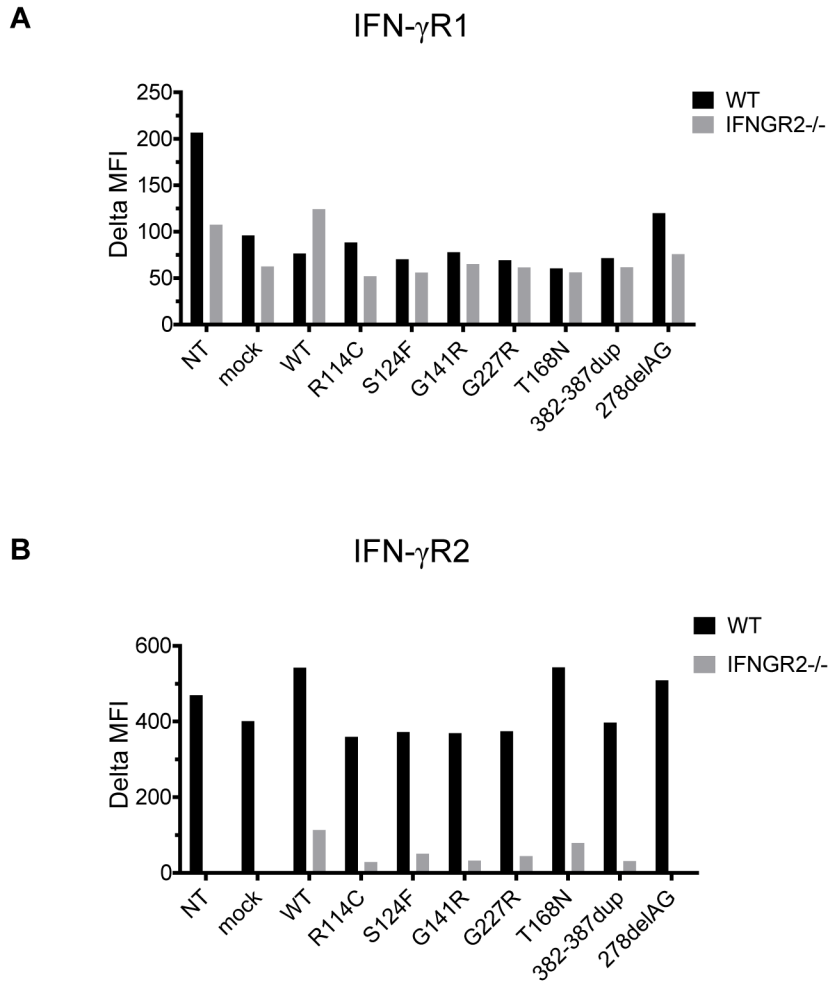 A
IFN-γR1
250
200
150
100
50
0
Delta MFI
WT
IFNGR2-/-
NT
mock
WT
R114C
S124F
G141R
G227R
T168N
382-387dup
278delAG
B
IFN-γR2
600
400
200
0
Delta MFI
WT
IFNGR2-/-
NT
mock
WT
R114C
S124F
G141R
G227R
T168N
382-387dup
278delAG